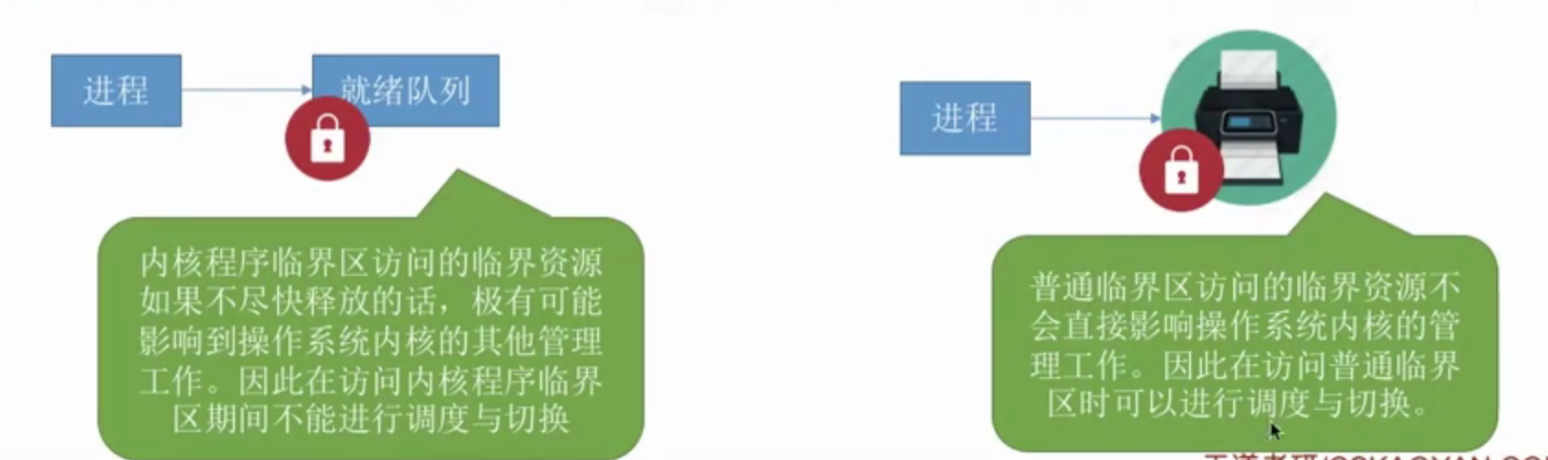 进程
就绪队列
内核程序临界区访问的临界资源
如果不尽快释放的话，极有可能
影响到操作系统内核的其他管理
工作。因此在访问内核程序临界
区期间不能进行调度与切换
进程
普通临界区访问的临界资源不
会直接影响操作系统内核的管
理工作。因此在访问普通临界
区时可以进行调度与切换。